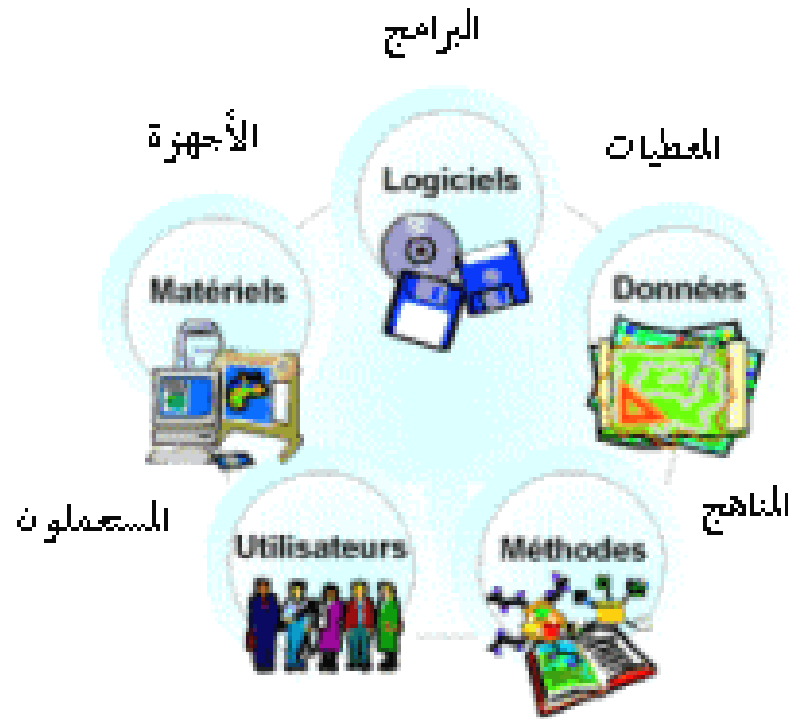 البرامج
الأجهزة
المعطيات
Logiciels
Matériels
Données
المستعملون
المناهج
Utilisateurs
Méthodes